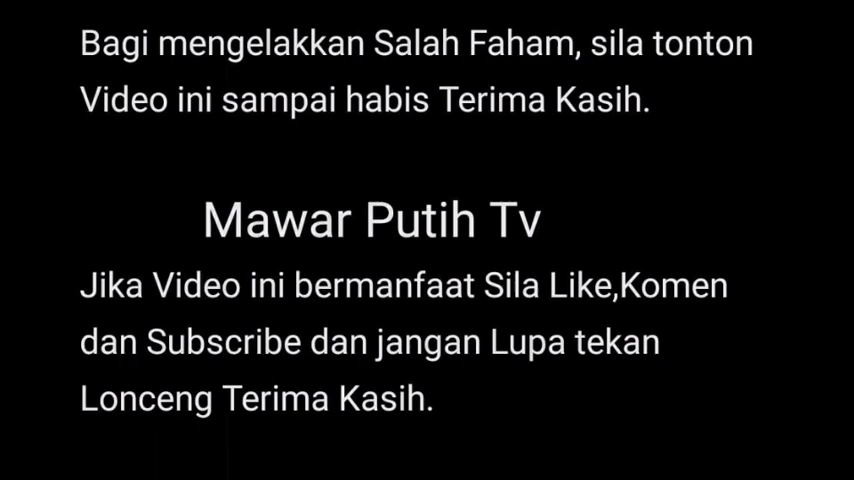 Bagi mengelakkan Salah Faham, sila tonton
Video ini sampai habis Terima Kasih.
Mawar Putih Tv
Jika Video ini bermanfaat Sila Like,Komen
dan Subscribe dan jangan Lupa tekan
Lonceng Terima Kasih.